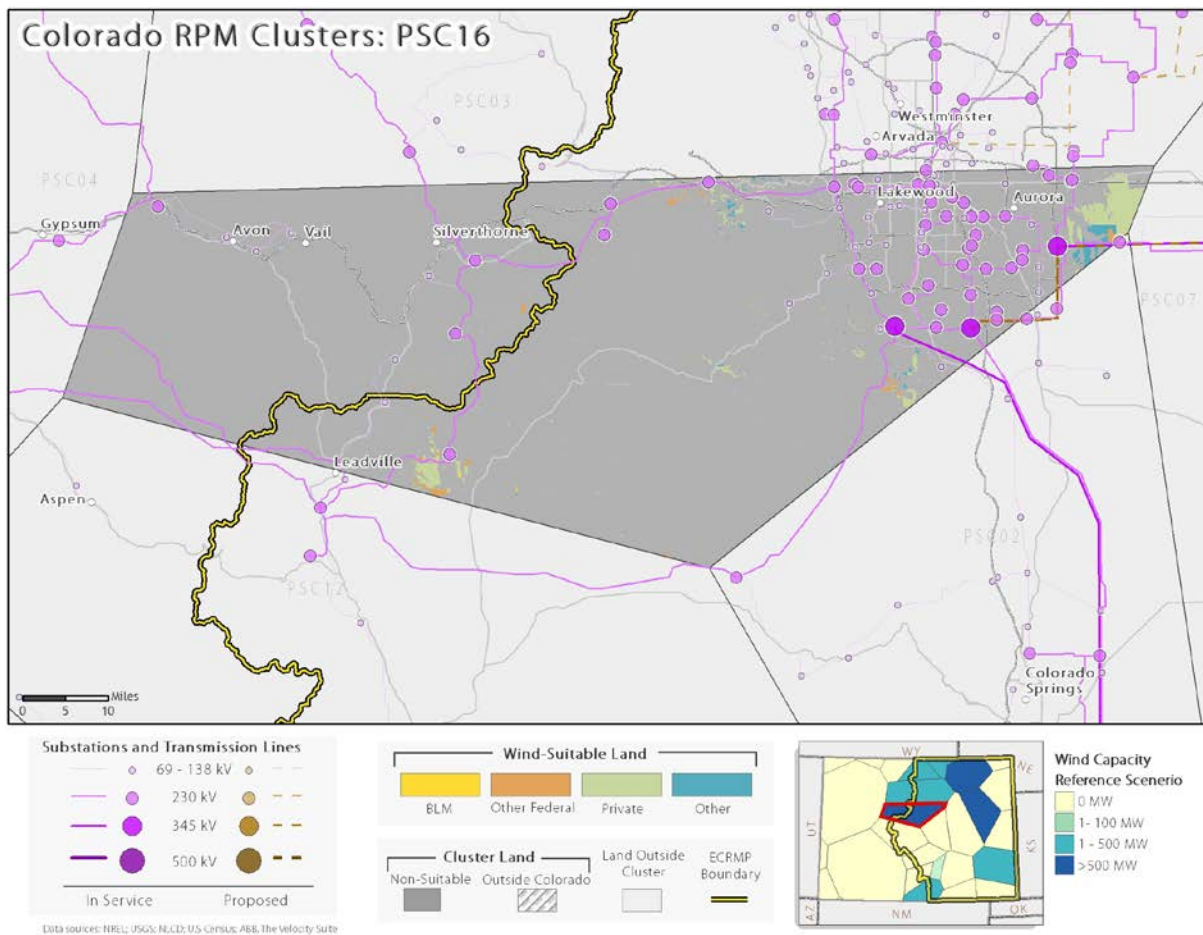 Colorado RPM Clusters: PSC16
PSC03
Westminster
Arvada
PSC04
Lakewood
Aurora
Gypsum
Avon
Vail
Silverthorne
PSC07
Leadville
Aspen
PSC02
PSC12
Colorado
Springs
0 5 10 Miles
Substations and Transmission Lines
69 - 138 kV
230 kV
345 kV
500 kV
In Service Proposed
Wind-Suitable Land
BLM Other Federal Private Other
Cluster Land
Non-Suitable Outside Colorado
Land Outside
Cluster
ECRMP
Boundary
WY
NE
UT
KS
AZ
NM
OK
Wind Capacity
Reference Scenerio
0 MW
1- 100 MW
1 - 500 MW
>500 MW
Data sources: NREL; USGS; NLCD; U.S Census; ABB, The Velocity Suite